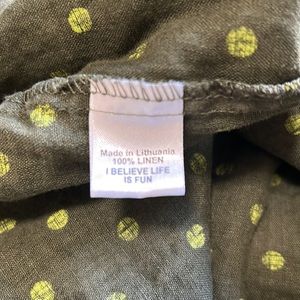 Made in Lithuania
100% LINEN
I BELIEVE LIFE
IS FUN